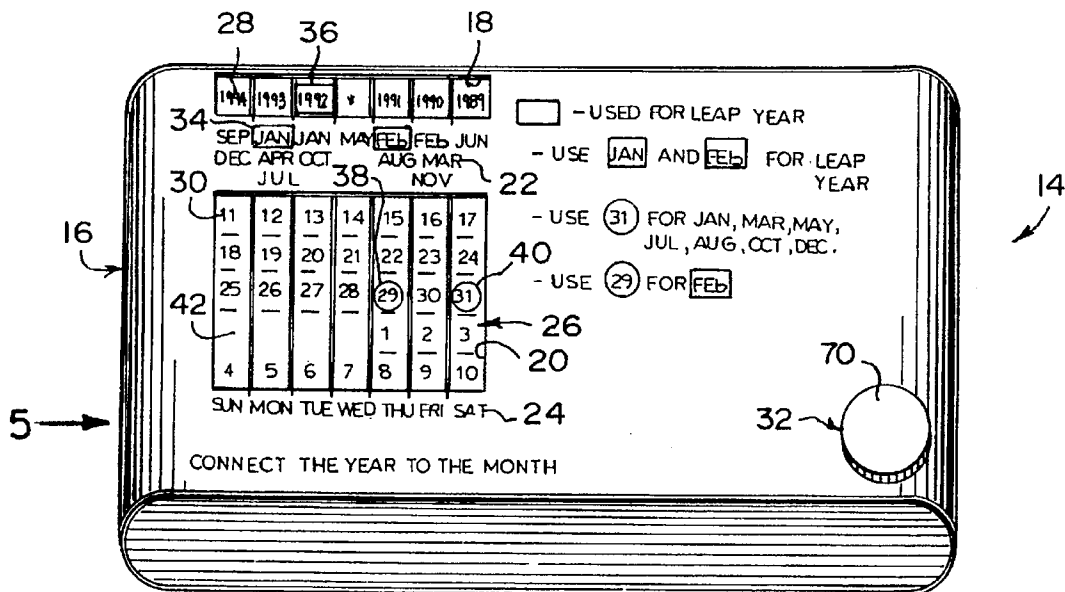 28 36 18
1994 1993 1992 * 1991 1990 1989
34
SEP JAN JAN MAY FEb FEb JUN
DEC APR OCT AUG MAR
JUL NOV
38 22
- USED FOR LEAP YEAR
- USE JAN AND FEb FOR LEAP
YEAR
- USE 31 FOR JAN, MAR, MAY,
JUL, AUG, OCT, DEC.
- USE 29 FOR FEb
14
16
30
11 12 13 14 15 16 17
18 19 20 21 22 23 24
25 26 27 28 29 30 31
1 2 3
4 5 6 7 8 9 10
40
42
26
20
SUN MON TUE WED THU FRI SAT
24
5
70
32
CONNECT THE YEAR TO THE MONTH